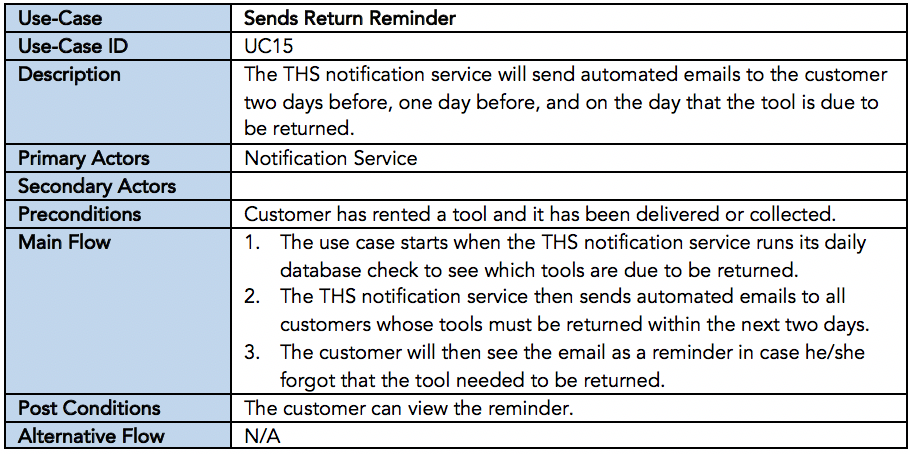 Use-Case Sends Return Reminder
Use-Case ID UC15
Description The THS notification service will send automated emails to the customer
two days before, one day before, and on the day that the tool is due to
be returned.
Primary Actors Notification Service
Secondary Actors
Preconditions Customer has rented a tool and it has been delivered or collected.
Main Flow 1. The use case starts when the THS notification service runs its daily
database check to see which tools are due to be returned.
2. The THS notification service then sends automated emails to all
customers whose tools must be returned within the next two days.
3. The customer will then see the email as a reminder in case he/she
forgot that the tool needed to be returned.
Post Conditions The customer can view the reminder.
Alternative Flow N/A